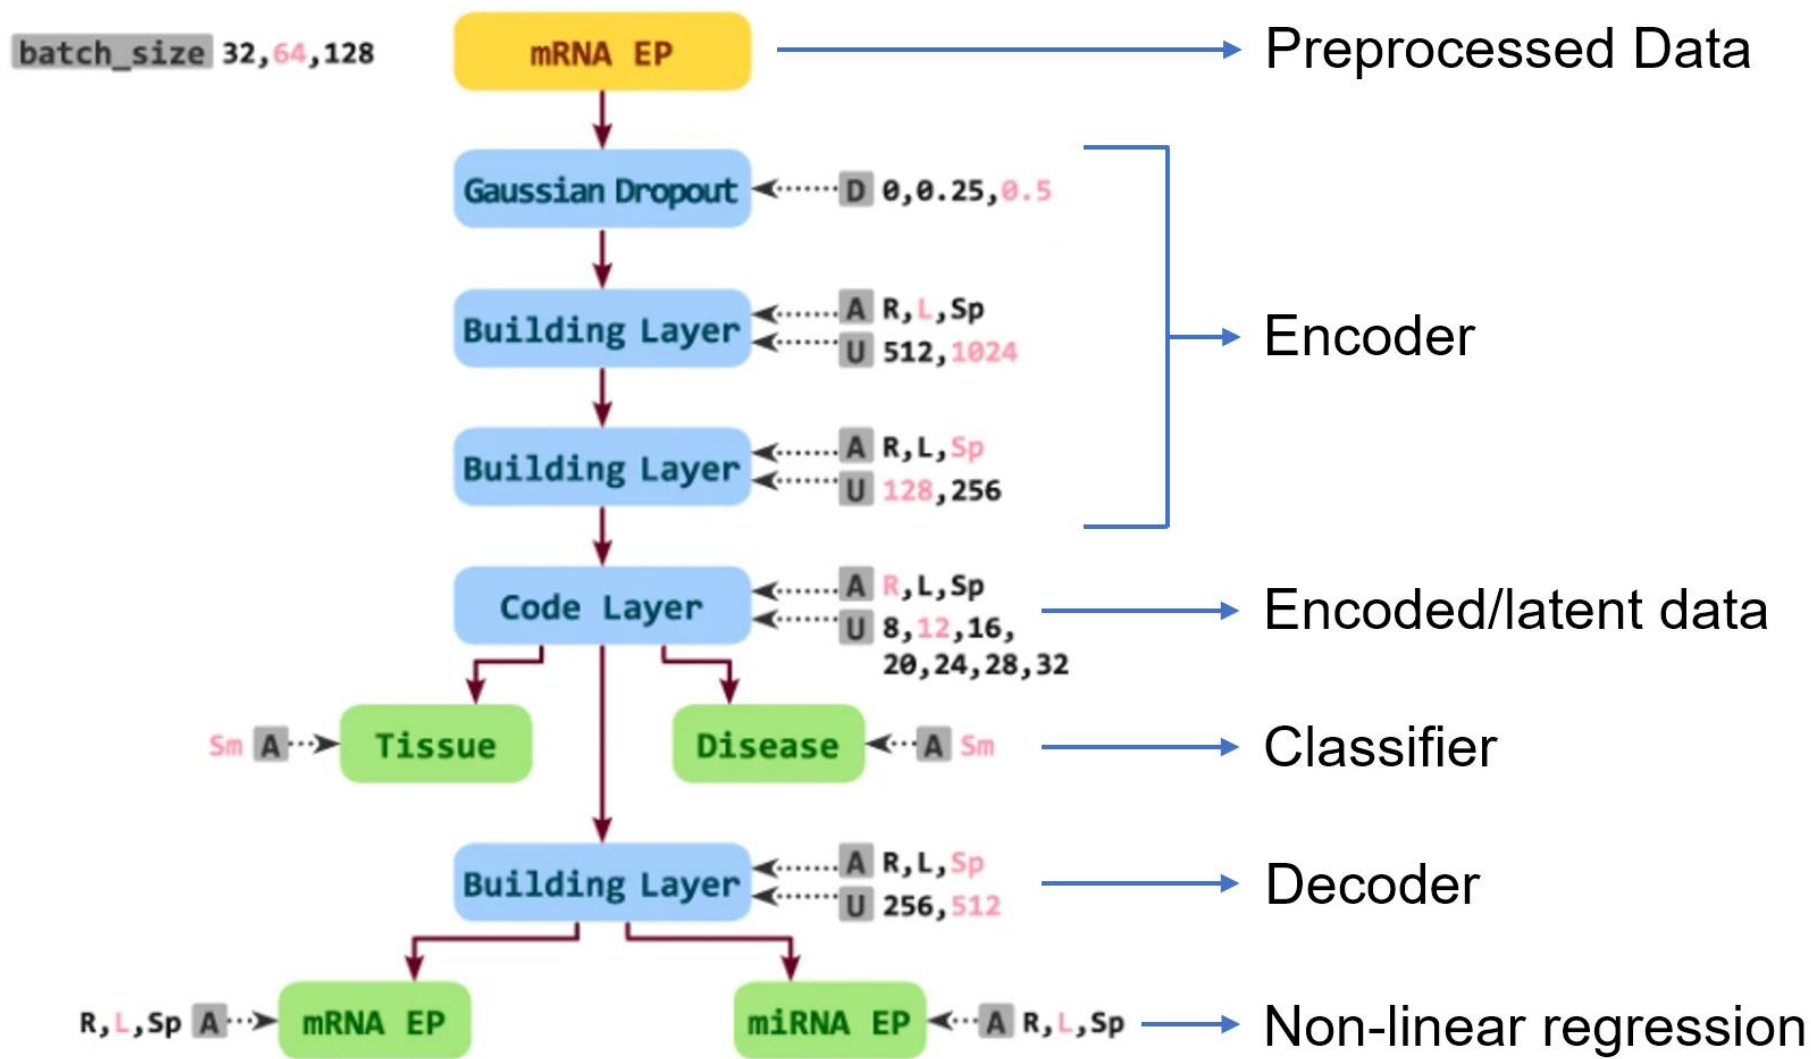 batch_size 32,64,128
mRNA EP
Preprocessed Data
Gaussian Dropout
D 0,0.25,0.5
Building Layer
A R,L,Sp
U 512,1024
Encoder
Building Layer
A R,L,Sp
U 128,256
Code Layer
A R,L,Sp
U 8,12,16,
20,24,28,32
Encoded/latent data
Sm A
Tissue
Disease
A Sm
Classifier
Building Layer
A R,L,Sp
U 256,512
Decoder
R,L,Sp A
mRNA EP
miRNA EP
A R,L,Sp
Non-linear regression